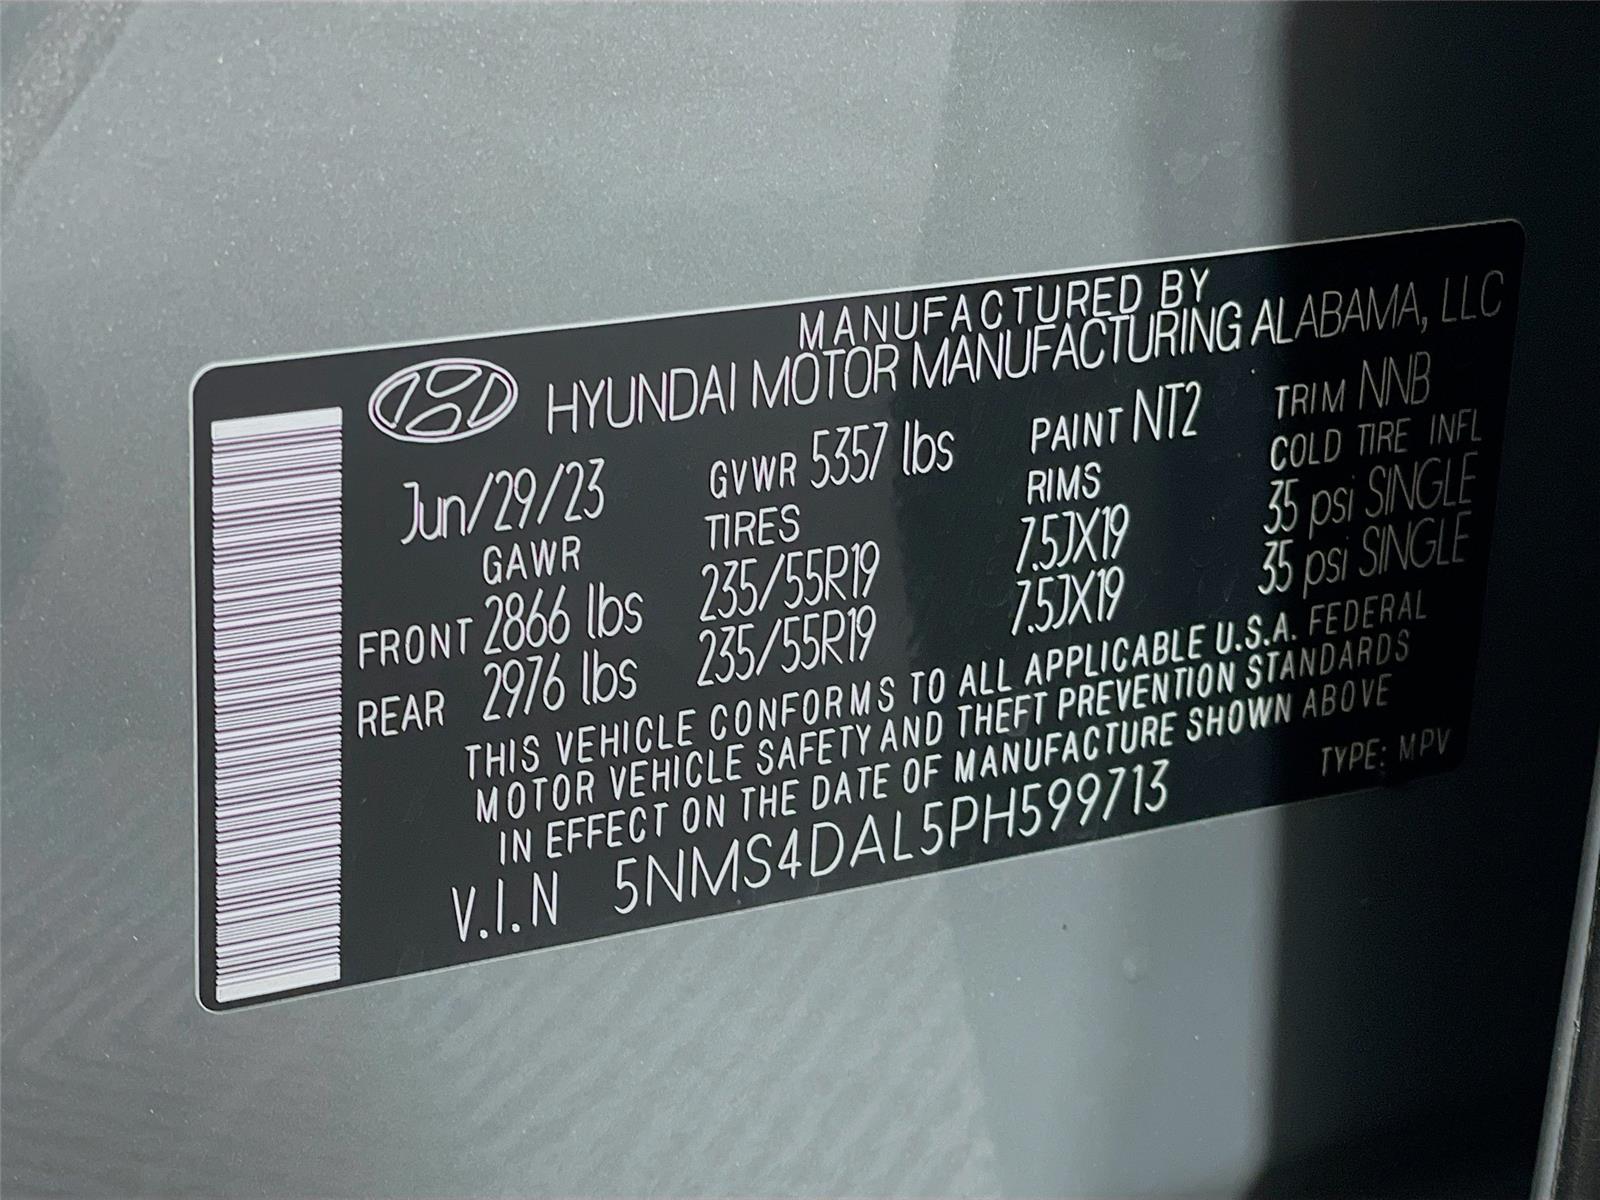 MANUFACTURED BY
HYUNDAI MOTOR MANUFACTURING ALABAMA, LLC
Jun/29/23 GVWR 5357 lbs PAINT NT2 TRIM NNB
GAWR TIRES RIMS COLD TIRE INFL
FRONT 2866 lbs 235/55R19 7.5JX19 35 psi SINGLE
REAR 2976 lbs 235/55R19 7.5JX19 35 psi SINGLE
THIS VEHICLE CONFORMS TO ALL APPLICABLE U.S.A. FEDERAL
MOTOR VEHICLE SAFETY AND THEFT PREVENTION STANDARDS
IN EFFECT ON THE DATE OF MANUFACTURE SHOWN ABOVE
V.I.N 5NMS4DAL5PH599713 TYPE: MPV